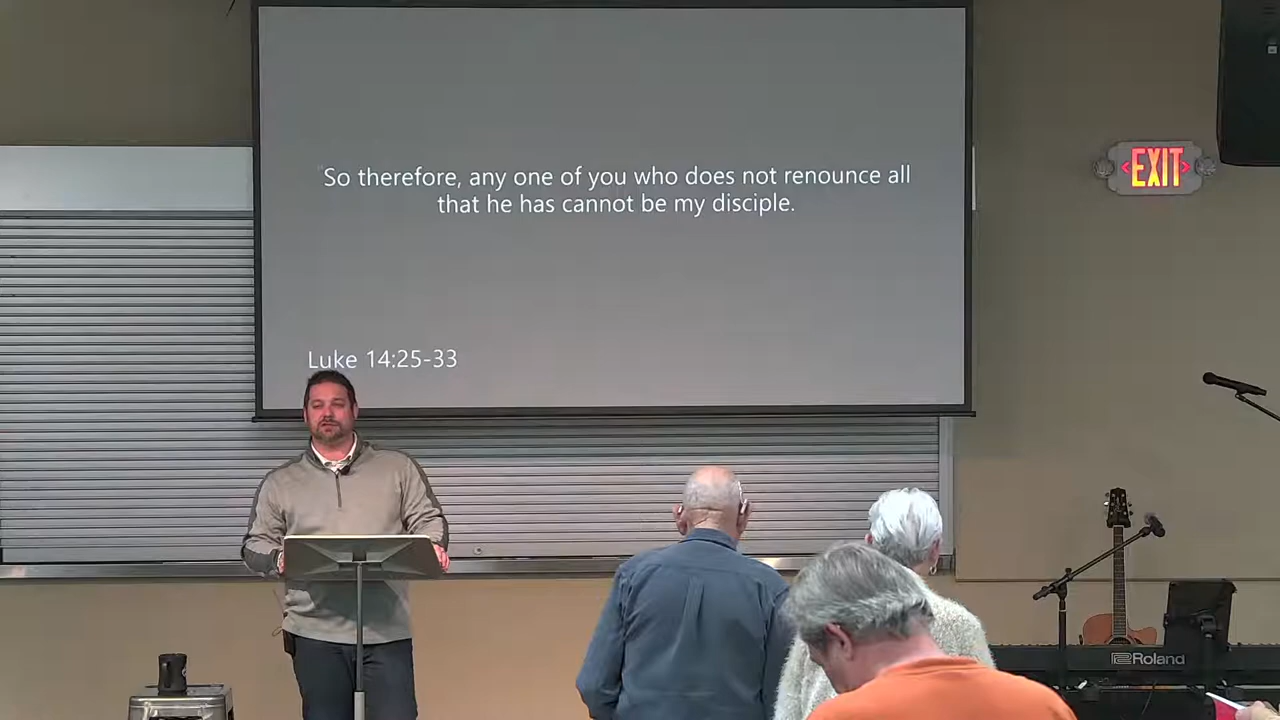 So therefore, any one of you who does not renounce all
that he has cannot be my disciple.
EXIT
Luke 14:25-33
Roland